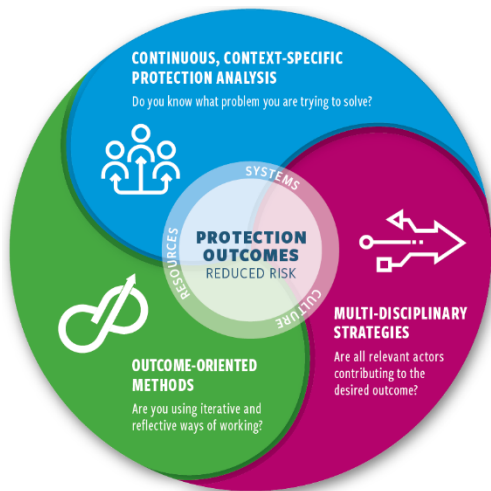 CONTINUOUS, CONTEXT-SPECIFIC
PROTECTION ANALYSIS
Do you know what problem you are trying to solve?
SYSTEMS
RESOURCES
CULTURE
PROTECTION
OUTCOMES
REDUCED RISK
MULTI-DISCIPLINARY
STRATEGIES
Are all relevant actors
contributing to the
desired outcome?
OUTCOME-ORIENTED
METHODS
Are you using iterative and
reflective ways of working?